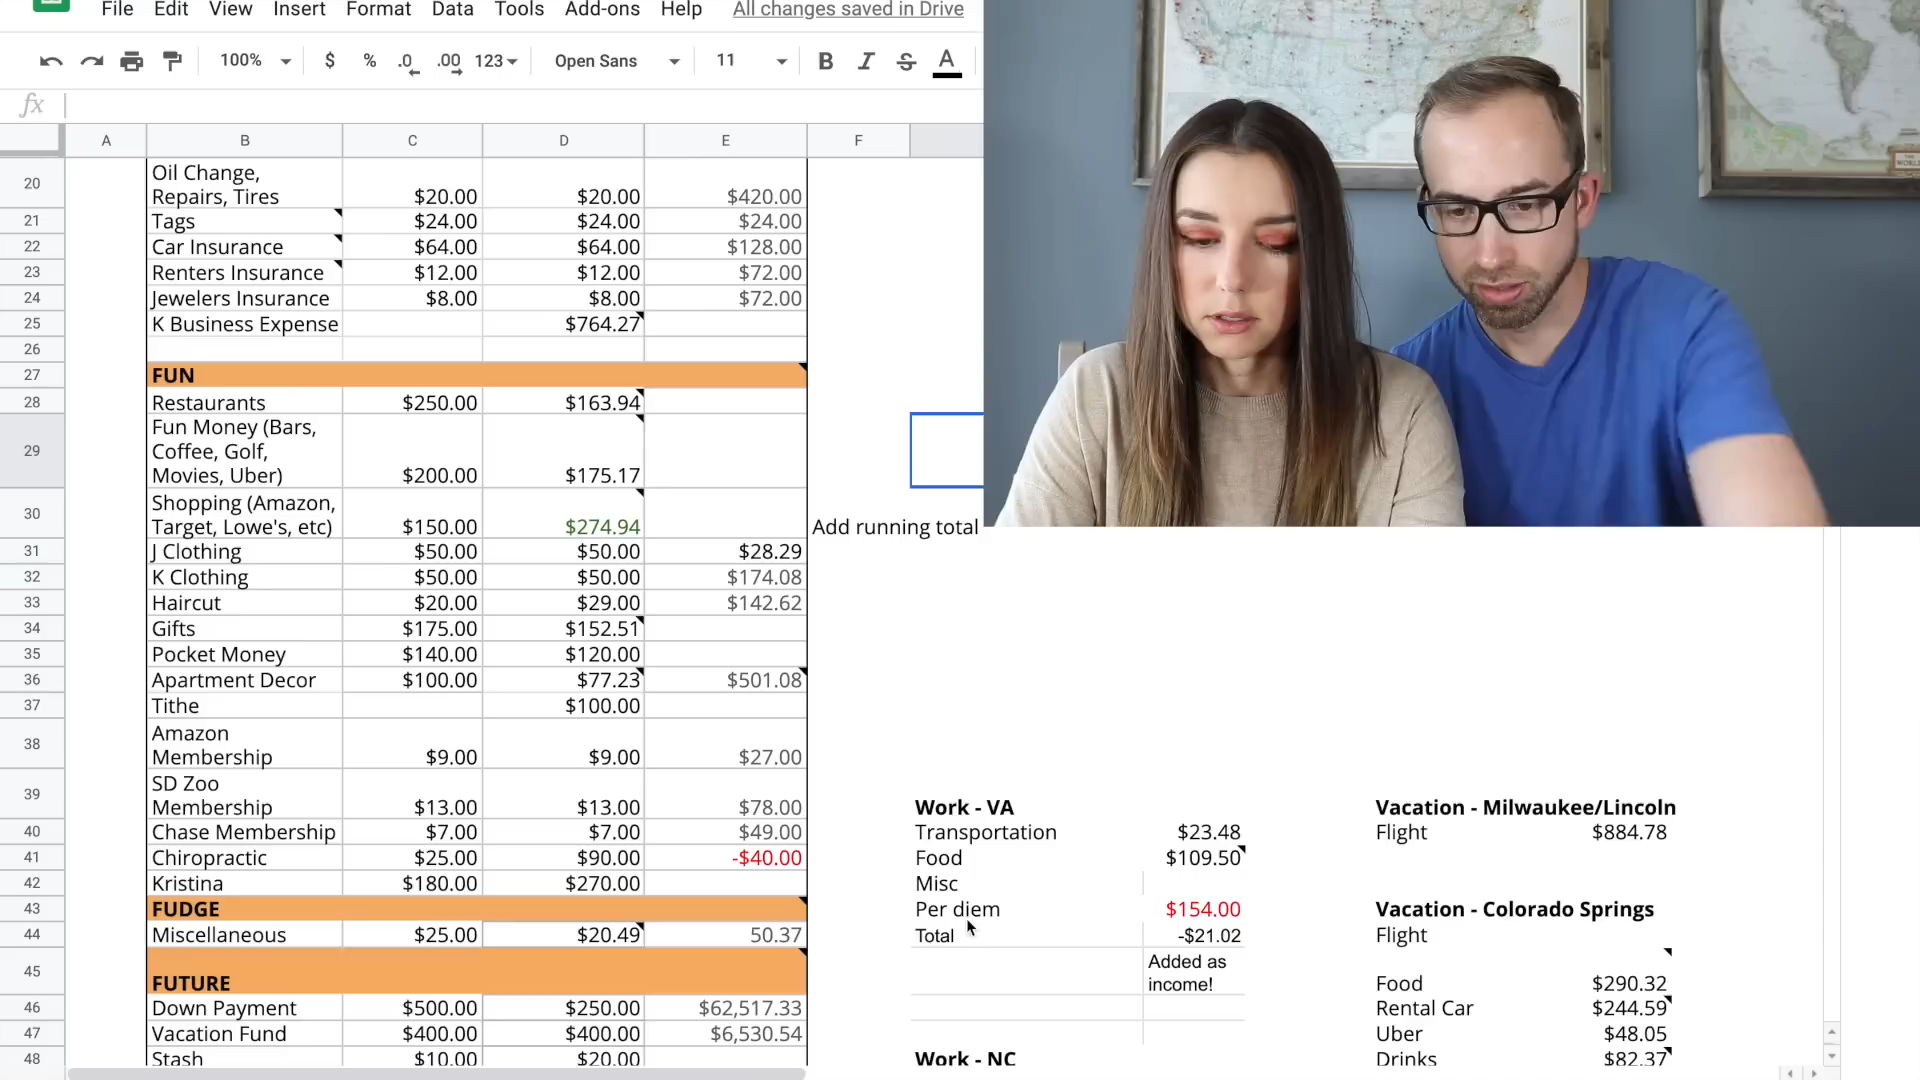 File Edit View Insert Format Data Tools Add-ons Help All changes saved in Drive
100% $ % .0 .00 123 Open Sans 11 B I S A
fx
A B C D E F
20 Oil Change,
Repairs, Tires $20.00 $20.00 $420.00
21 Tags $24.00 $24.00 $24.00
22 Car Insurance $64.00 $64.00 $128.00
23 Renters Insurance $12.00 $12.00 $72.00
24 Jewelers Insurance $8.00 $8.00 $72.00
25 K Business Expense $764.27
26
27 FUN
28 Restaurants $250.00 $163.94
29 Fun Money (Bars,
Coffee, Golf,
Movies, Uber) $200.00 $175.17
30 Shopping (Amazon,
Target, Lowe's, etc) $150.00 $274.94 Add running total
31 J Clothing $50.00 $50.00 $28.29
32 K Clothing $50.00 $50.00 $174.08
33 Haircut $20.00 $29.00 $142.62
34 Gifts $175.00 $152.51
35 Pocket Money $140.00 $120.00
36 Apartment Decor $100.00 $77.23 $501.08
37 Tithe $100.00
38 Amazon
Membership $9.00 $9.00 $27.00
39 SD Zoo
Membership $13.00 $13.00 $78.00
40 Chase Membership $7.00 $7.00 $49.00
41 Chiropractic $25.00 $90.00 -$40.00
42 Kristina $180.00 $270.00
43 FUDGE
44 Miscellaneous $25.00 $20.49 50.37
45 FUTURE
46 Down Payment $500.00 $250.00 $62,517.33
47 Vacation Fund $400.00 $400.00 $6,530.54
48 Stash $10.00 $20.00
Work - VA
Transportation $23.48
Food $109.50
Misc
Per diem $154.00
Total -$21.02
Added as
income!
Work - NC
Vacation - Milwaukee/Lincoln
Flight $884.78
Vacation - Colorado Springs
Flight
Food $290.32
Rental Car $244.59
Uber $48.05
Drinks $82.37